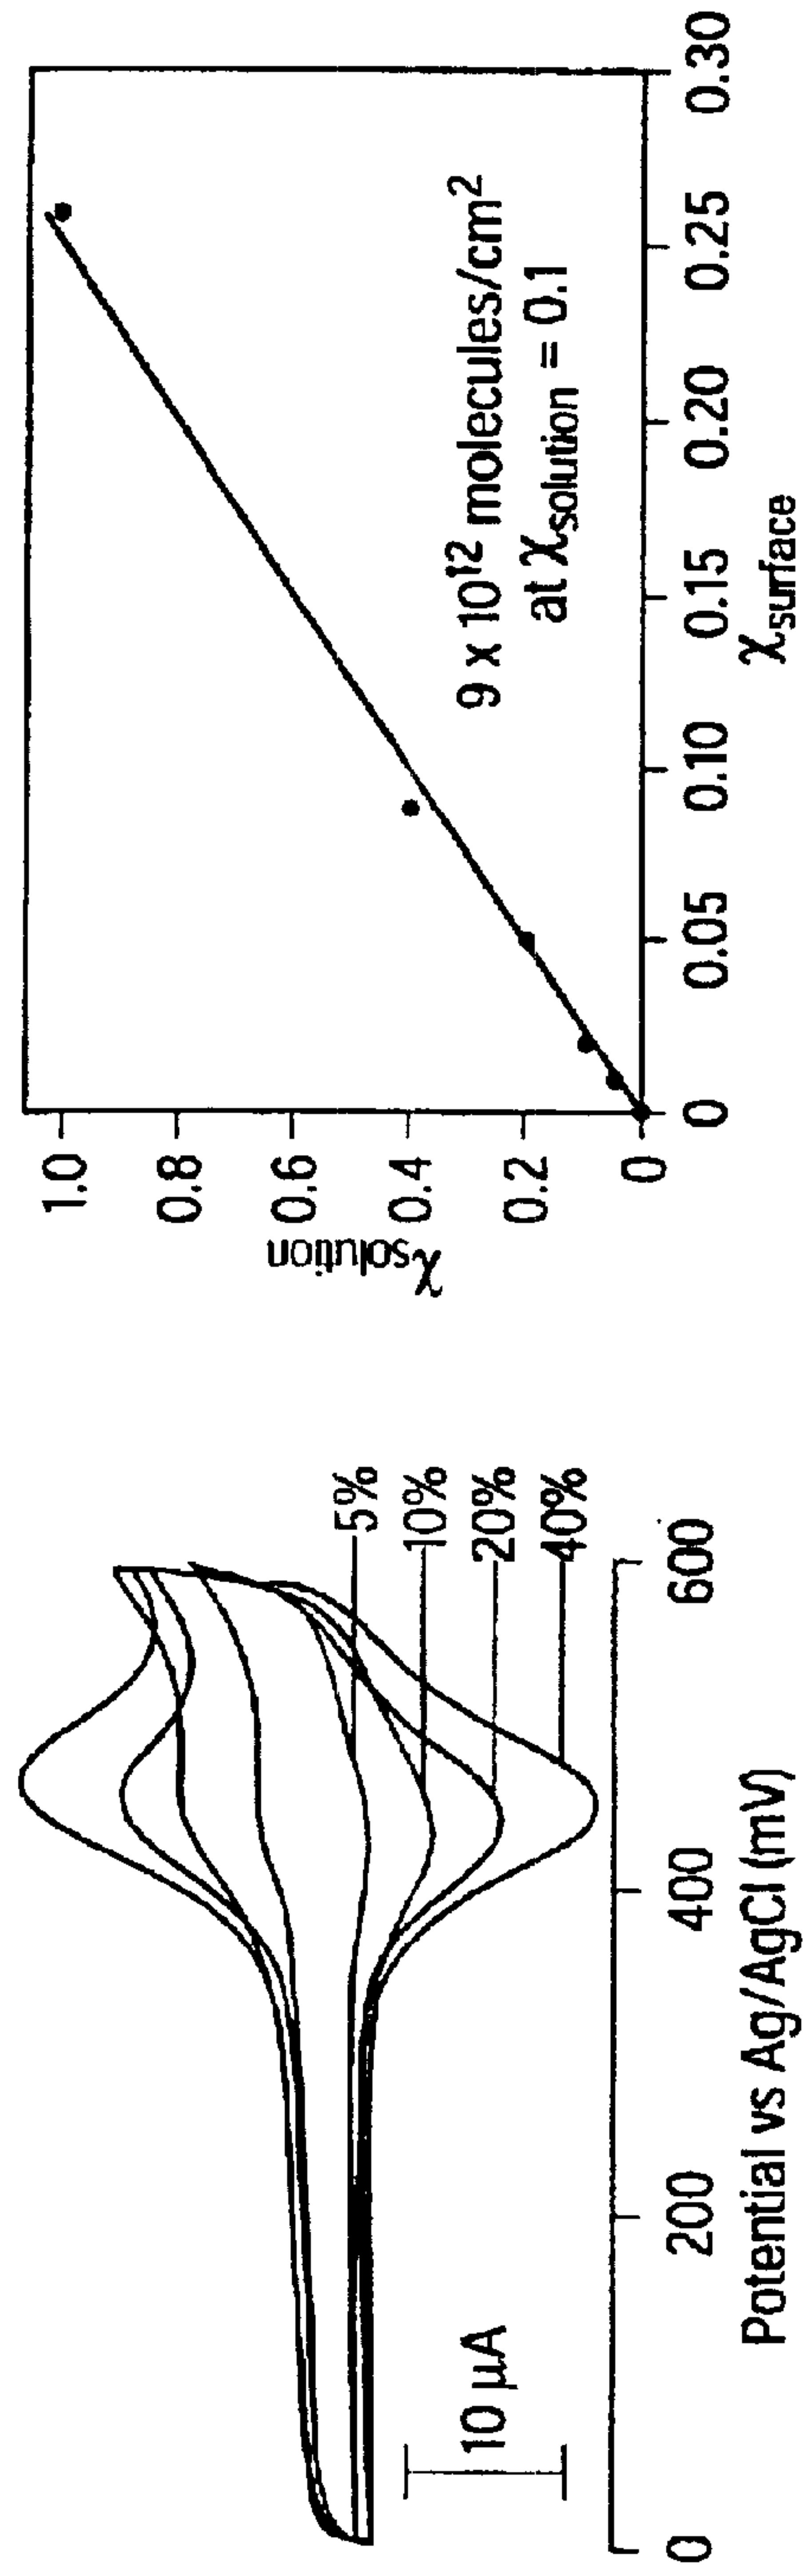 5%
10%
20%
40%
10 μA
0 200 400 600
Potential vs Ag/AgCl (mV)
1.0
0.8
0.6
0.4
0.2
0
χsolution
9 x 10¹² molecules/cm²
at χsolution = 0.1
0 0.05 0.10 0.15 0.20 0.25 0.30
χsurface